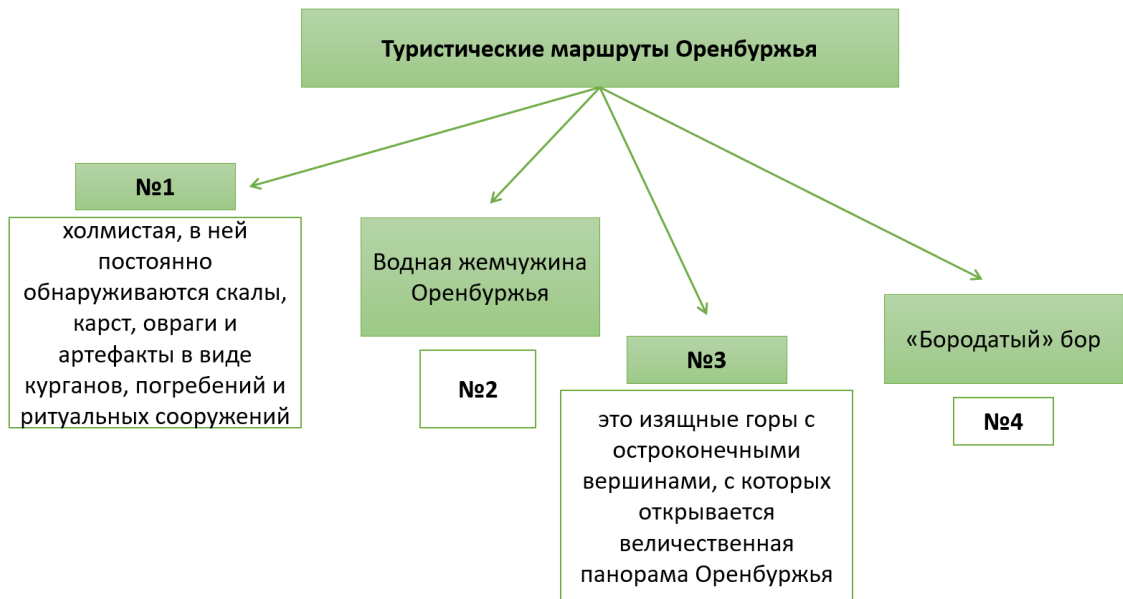 Туристические маршруты Оренбуржья
№1
холмистая, в ней
постоянно
обнаруживаются скалы,
карст, овраги и
артефакты в виде
курганов, погребений и
ритуальных сооружений
Водная жемчужина
Оренбуржья
№2
№3
это изящные горы с
остроконечными
вершинами, с которых
открывается
величественная
панорама Оренбуржья
«Бородатый» бор
№4